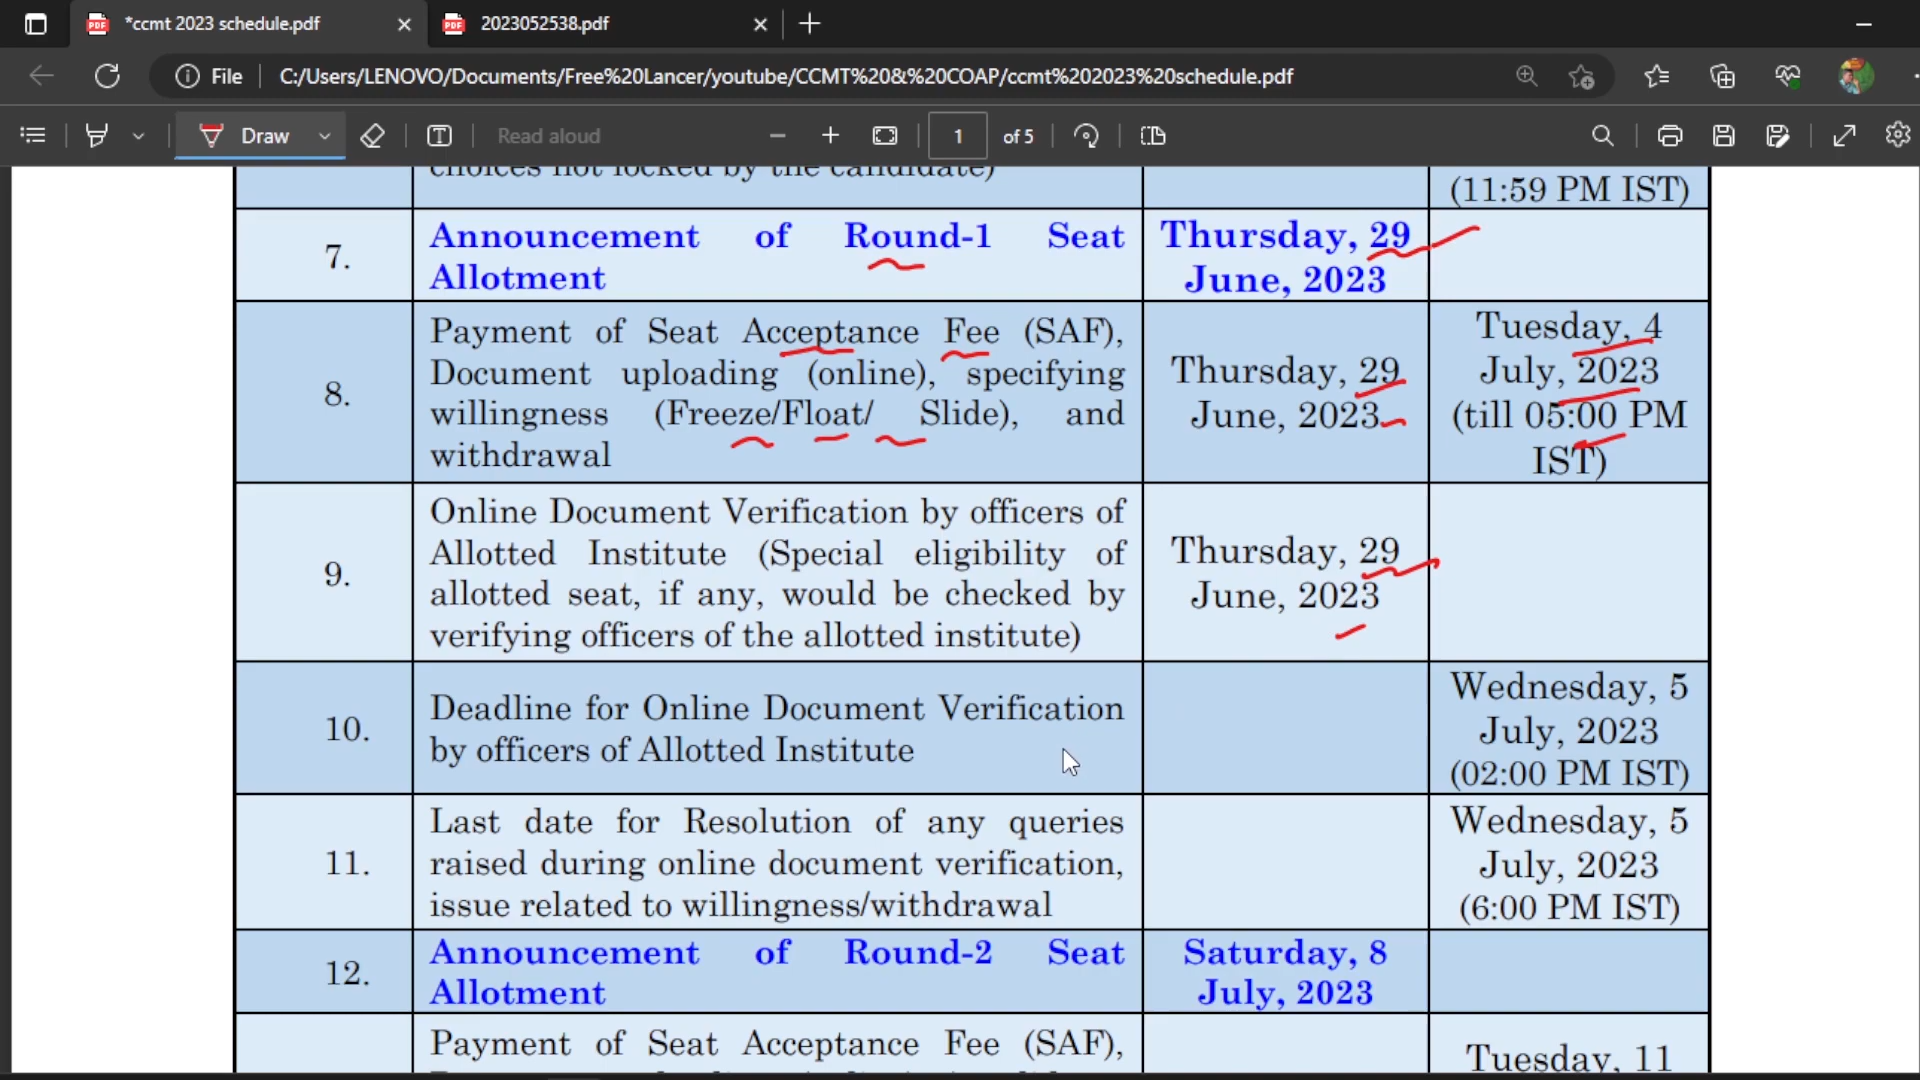 *ccmt 2023 schedule.pdf
2023052538.pdf
File
C:/Users/LENOVO/Documents/Free%20Lancer/youtube/CCMT%20&%20COAP/ccmt%202023%20schedule.pdf
Draw
Read aloud
1
of 5
choices not locked by the candidate)
(11:59 PM IST)
7.
Announcement of Round-1 Seat
Allotment
Thursday, 29
June, 2023
8.
Payment of Seat Acceptance Fee (SAF),
Document uploading (online), specifying
willingness (Freeze/Float/ Slide), and
withdrawal
Thursday, 29
June, 2023
Tuesday, 4
July, 2023
(till 05:00 PM
IST)
9.
Online Document Verification by officers of
Allotted Institute (Special eligibility of
allotted seat, if any, would be checked by
verifying officers of the allotted institute)
Thursday, 29
June, 2023
10.
Deadline for Online Document Verification
by officers of Allotted Institute
Wednesday, 5
July, 2023
(02:00 PM IST)
11.
Last date for Resolution of any queries
raised during online document verification,
issue related to willingness/withdrawal
Wednesday, 5
July, 2023
(6:00 PM IST)
12.
Announcement of Round-2 Seat
Allotment
Saturday, 8
July, 2023
Payment of Seat Acceptance Fee (SAF),
Tuesday, 11